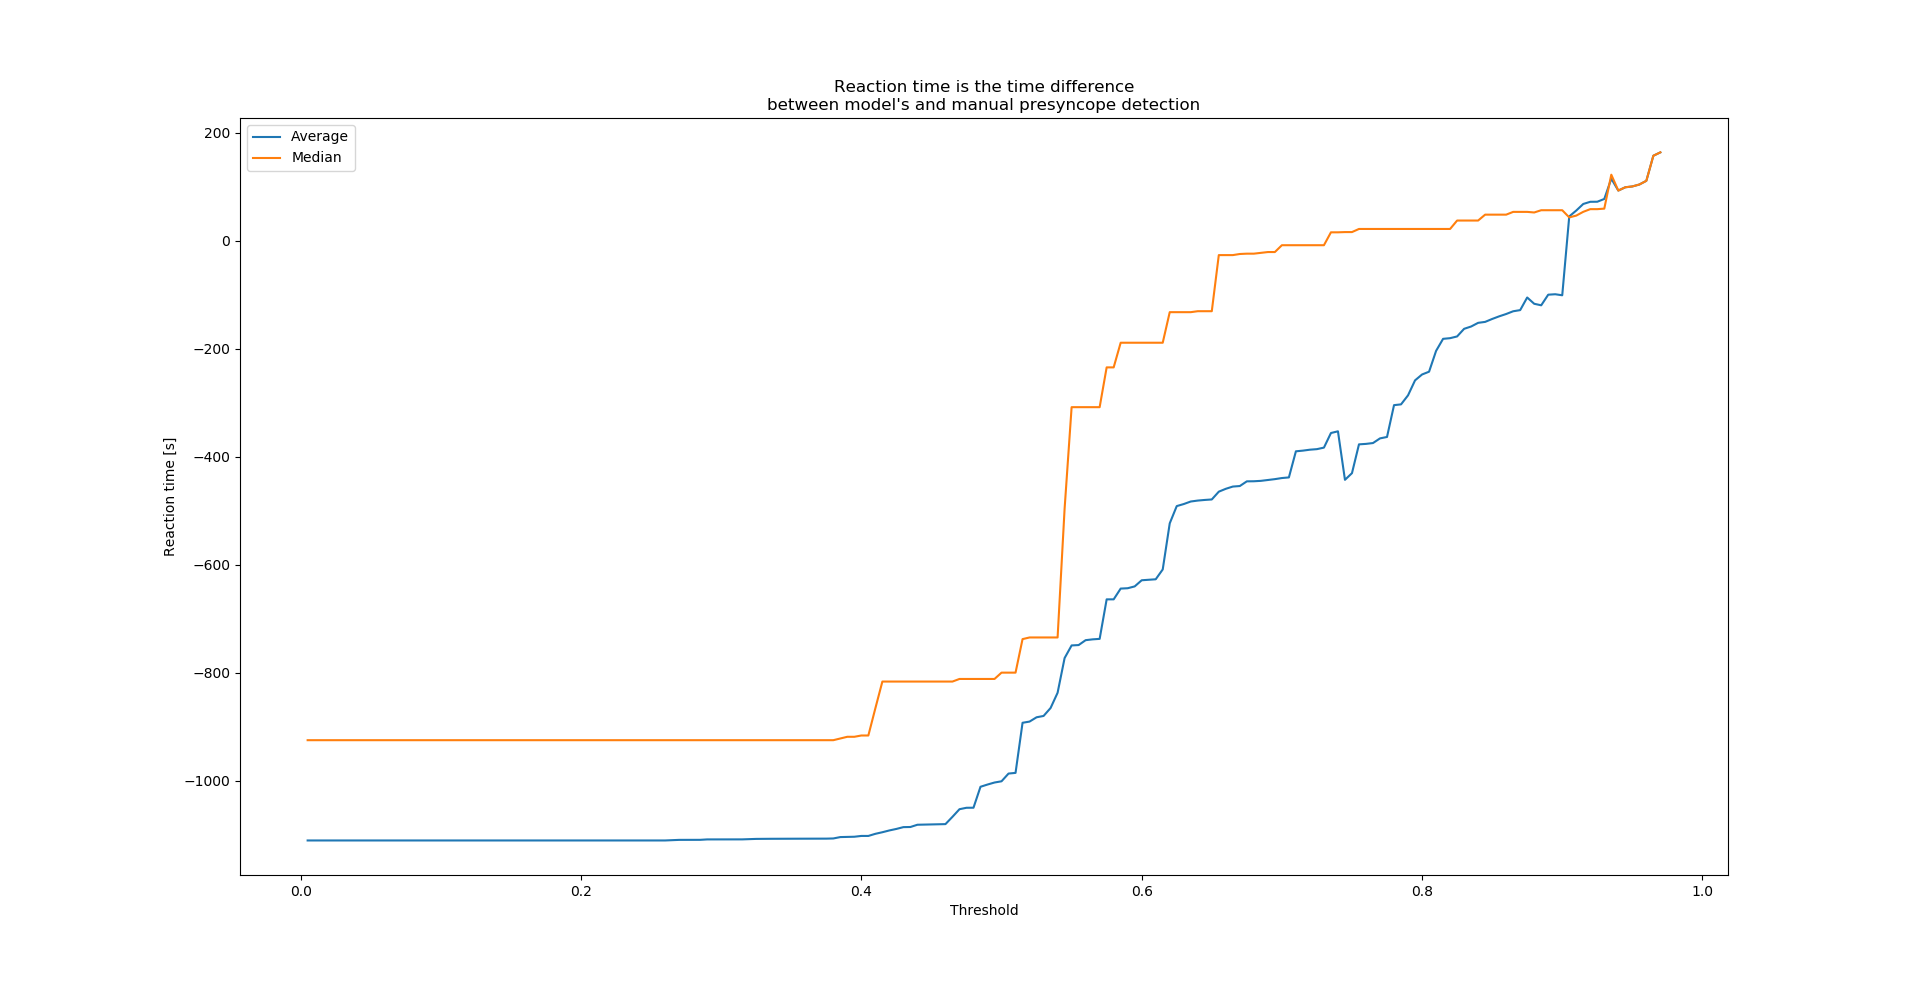 Reaction time is the time difference
between model's and manual presyncope detection
Average
Median
200
0
−200
−400
−600
−800
−1000
Reaction time [s]
0.0
0.2
0.4
0.6
0.8
1.0
Threshold